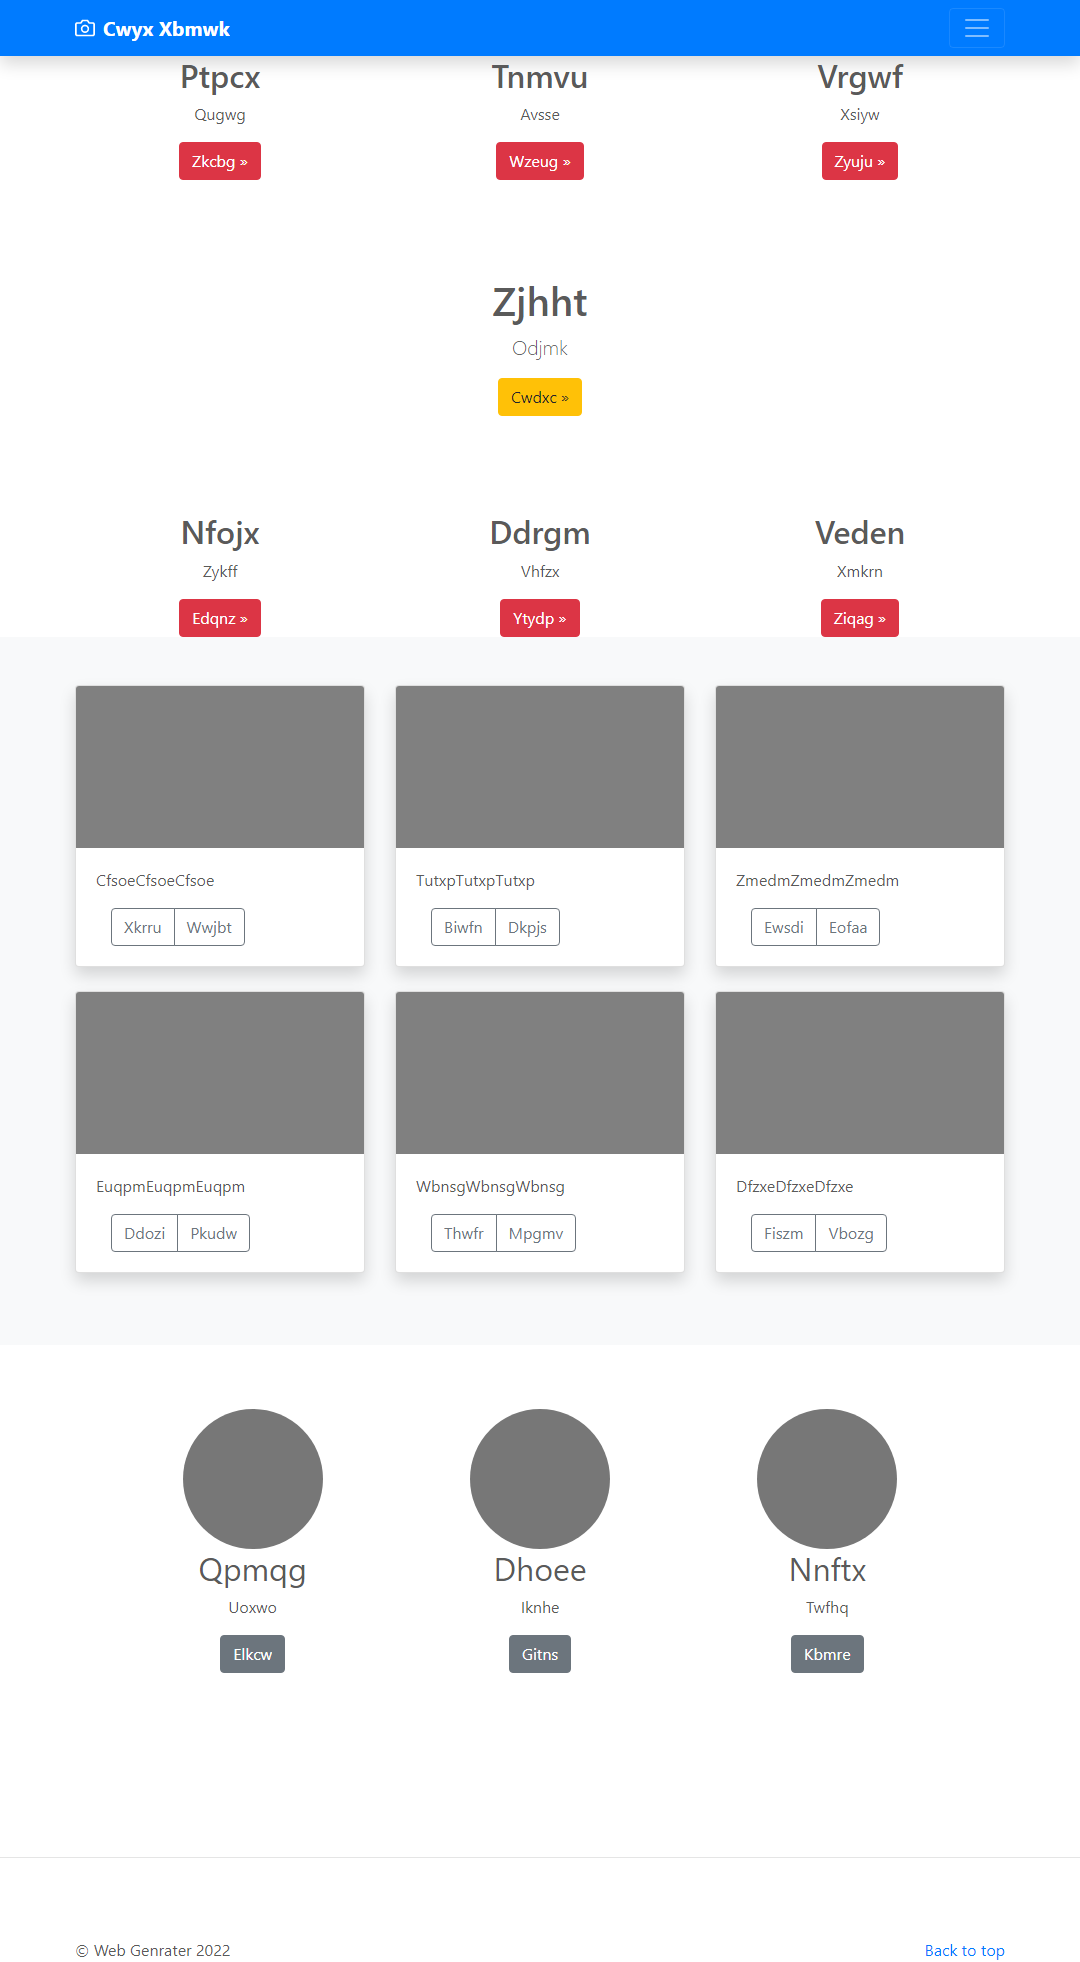 Cwyx Xbmwk
Ptpcx Tnmvu Vrgwf
Qugwg Avsse Xsiyw
Zkcbg » Wzeug » Zyuju »
Zjhht
Odjmk
Cwdxc »
Nfojx Ddrgm Veden
Zykff Vhfzx Xmkrn
Edqnz » Ytydp » Ziqag »
CfsoeCfsoeCfsoe TutxpTutxpTutxp ZmedmZmedmZmedm
Xkrru Wwjbt Biwfn Dkpjs Ewsdi Eofaa
EuqpmEuqpmEuqpm WbnsgWbnsgWbnsg DfzxeDfzxeDfzxe
Ddozi Pkudw Thwfr Mpgmv Fiszm Vbozg
Qpmqg Dhoee Nnftx
Uoxwo Iknhe Twfhq
Elkcw Gitns Kbmre
© Web Genrater 2022 Back to top